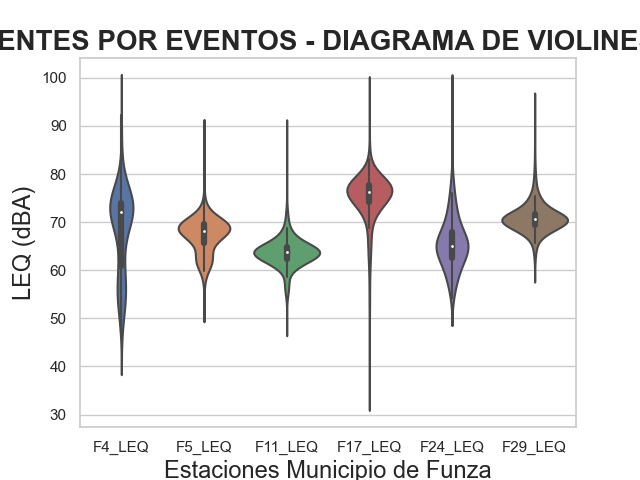 ENTES POR EVENTOS - DIAGRAMA DE VIOLINES
LEQ (dBA)
100
90
80
70
60
50
40
30
F4_LEQ F5_LEQ F11_LEQ F17_LEQ F24_LEQ F29_LEQ
Estaciones Municipio de Funza